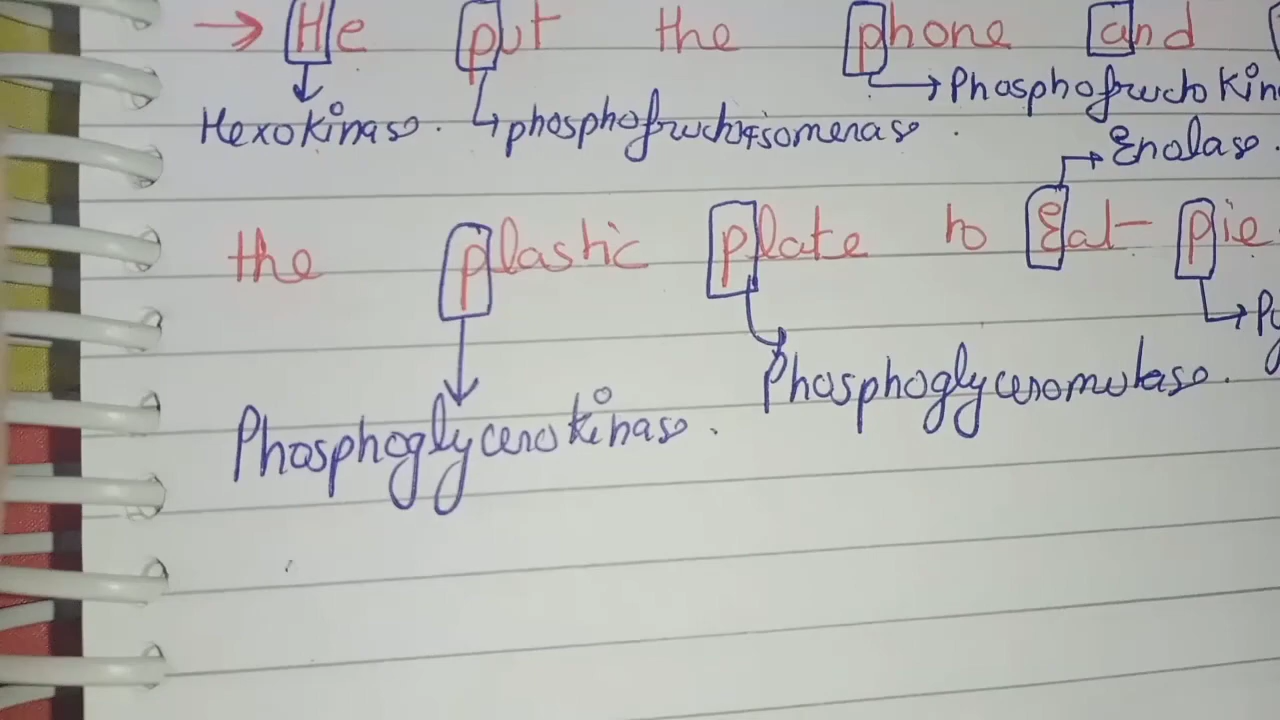 → He put the phone and
Hexokinase. phosphofructoisomerase. Phosphofructokin
Enolase.
the plastic plate to Eat pie
Phosphoglycerokinase. Phosphoglyceromutase.